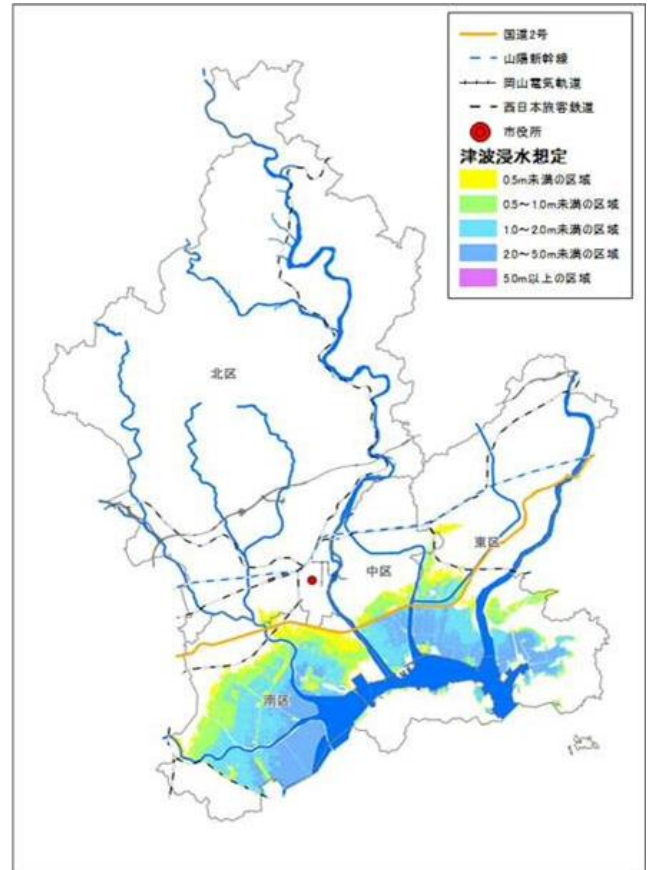 国道2号
山陽新幹線
岡山電気軌道
西日本旅客鉄道
市役所
津波浸水想定
0.5m未満の区域
0.5～1.0m未満の区域
1.0～2.0m未満の区域
2.0～5.0m未満の区域
5.0m以上の区域
北区
東区
中区
南区